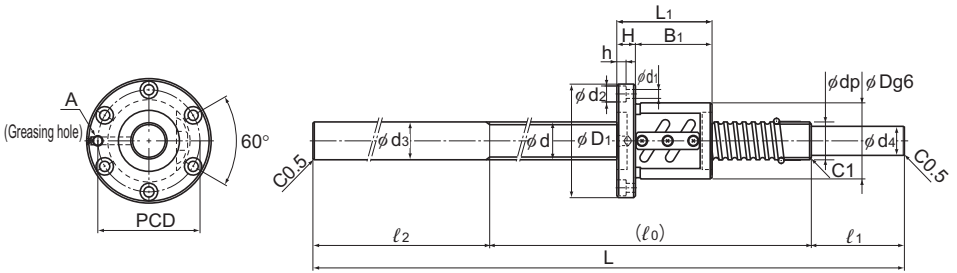 A
(Greasing hole)
60°
PCD
L1
H
B1
h
φd1
φd2
φdp
φDg6
φd3
φd
φD1
φd4
C0.5
C1
C0.5
ℓ2
(ℓ0)
ℓ1
L